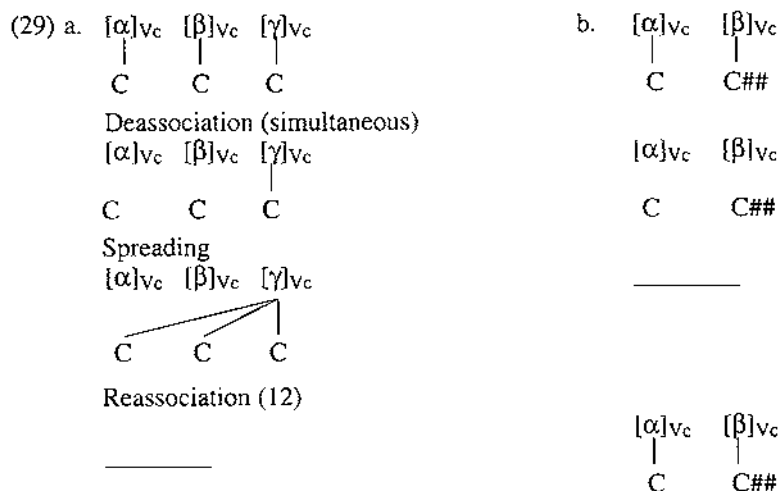 (29) a. [α]Vc [β]Vc [γ]Vc b. [α]Vc [β]Vc
C C C C C##
Deassociation (simultaneous)
[α]Vc [β]Vc [γ]Vc [α]Vc [β]Vc
C C C C C##
Spreading
[α]Vc [β]Vc [γ]Vc
C C C
Reassociation (12)
[α]Vc [β]Vc
C C##